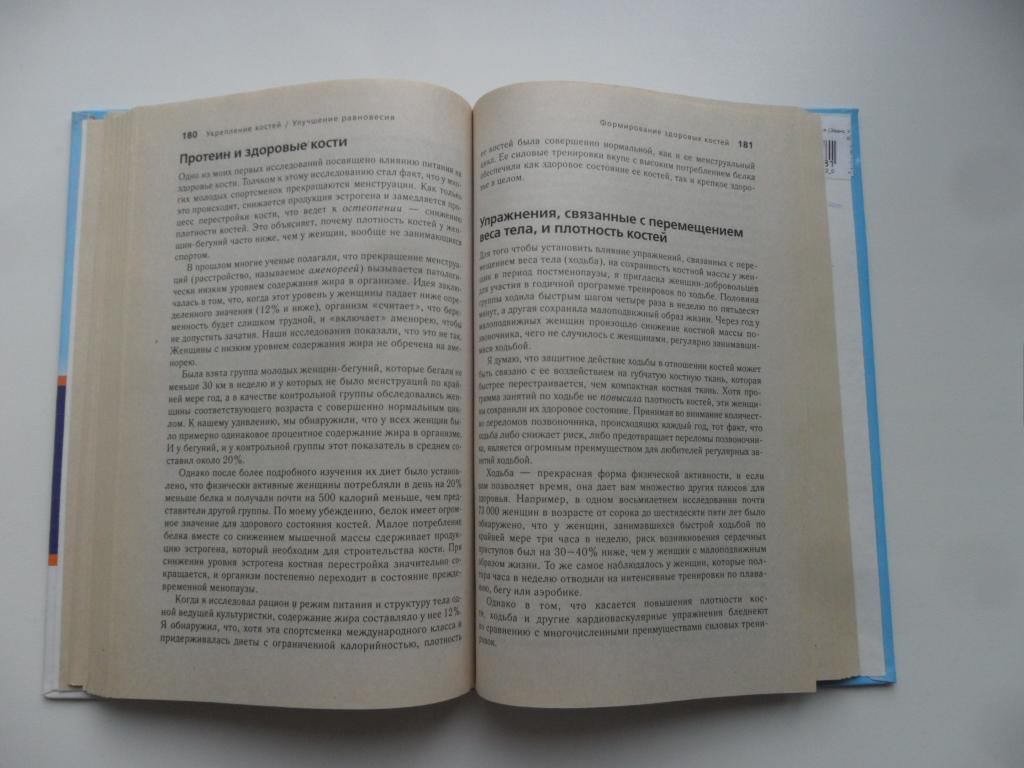 180 Укрепление костей / Улучшение равновесия
Протеин и здоровые кости
Одно из моих первых исследований посвящено влиянию питания на
здоровье кости. Толчком к этому исследованию стал факт, что у мно-
гих молодых спортсменок прекращаются менструации. Как только
это происходит, снижается продукция эстрогена и замедляется про-
цесс перестройки кости, что ведет к остеопении — снижению
плотности костей. Это объясняет, почему плотность костей у жен-
щин-бегуний часто ниже, чем у женщин, вообще не занимающихся
спортом.
В прошлом многие ученые полагали, что прекращение менструа-
ций (расстройство, называемое аменореей) вызывается патологи-
чески низким уровнем содержания жира в организме. Идея заклю-
чалась в том, что, когда этот уровень у женщины падает ниже опре-
деленного значения (12% и ниже), организм «считает», что бере-
менность будет слишком трудной, и «включает» аменорею, чтобы
не допустить зачатия. Наши исследования показали, что это не так.
Женщины с низким уровнем содержания жира не обречена на аме-
норею.
Была взята группа молодых женщин-бегуний, которые бегали не
меньше 30 км в неделю и у которых не было менструаций по край-
ней мере год, а в качестве контрольной группы обследовались жен-
щины соответствующего возраста с совершенно нормальным цик-
лом. К нашему удивлению, мы обнаружили, что у всех женщин бы-
ло примерно одинаковое процентное содержание жира в организме.
И у бегуний, и у контрольной группы этот показатель в среднем со-
ставил около 20%.
Однако после более подробного изучения их диет было установ-
лено, что физически активные женщины потребляли в день на 20%
меньше белка и получали почти на 500 калорий меньше, чем пред-
ставители другой группы. По моему убеждению, белок имеет огром-
ное значение для здорового состояния костей. Малое потребление
белка вместе со снижением мышечной массы сдерживает продук-
цию эстрогена, который необходим для строительства кости. При
снижении уровня эстрогена костная перестройка значительно со-
кращается, и организм постепенно переходит в состояние прежде-
временной менопаузы.
Когда я исследовал рацион и режим питания и структуру тела од-
ной ведущей культуристки, содержание жира составляло у нее 12%.
Я обнаружил, что, хотя эта спортсменка международного класса и
придерживалась диеты с ограниченной калорийностью, плотность
Формирование здоровых костей 181
ее костей была совершенно нормальной, как и ее менструальный
цикл. Ее силовые тренировки вкупе с высоким потреблением белка
обеспечили как здоровое состояние ее костей, так и крепкое здоро-
вье в целом.
Упражнения, связанные с перемещением
веса тела, и плотность костей
Для того чтобы установить влияние упражнений, связанных с пере-
мещением веса тела (ходьба), на сохранность костной массы у жен-
щин в период постменопаузы, я пригласил женщин-добровольцев
для участия в годичной программе тренировок по ходьбе. Половина
группы ходила быстрым шагом четыре раза в неделю по пятьдесят
минут, а другая сохраняла малоподвижный образ жизни. Через год у
малоподвижных женщин произошло снижение костной массы по-
звоночника, чего не случилось с женщинами, регулярно занимавши-
мися ходьбой.
Я думаю, что защитное действие ходьбы в отношении костей может
быть связано с ее воздействием на губчатую костную ткань, которая
быстрее перестраивается, чем компактная костная ткань. Хотя про-
грамма занятий по ходьбе не повысила плотность костей, эти женщи-
ны сохранили их здоровое состояние. Принимая во внимание количест-
во переломов позвоночника, происходящих каждый год, тот факт, что
ходьба либо снижает риск, либо предотвращает переломы позвоночни-
ка, является огромным преимуществом для любителей регулярных за-
нятий ходьбой.
Ходьба — прекрасная форма физической активности, и если
вам позволяет время, она дает вам множество других плюсов для
здоровья. Например, в одном восьмилетнем исследовании почти
73 000 женщин в возрасте от сорока до шестидесяти пяти лет было
обнаружено, что у женщин, занимавшихся быстрой ходьбой по
крайней мере три часа в неделю, риск возникновения сердечных
приступов был на 30—40% ниже, чем у женщин с малоподвижным
образом жизни. То же самое наблюдалось у женщин, которые пол-
тора часа в неделю отводили на интенсивные тренировки по плава-
нию, бегу или аэробике.
Однако в том, что касается повышения плотности кос-
тей, ходьба и другие кардиоваскулярные упражнения бледнеют
по сравнению с многочисленными преимуществами силовых трени-
ровок.